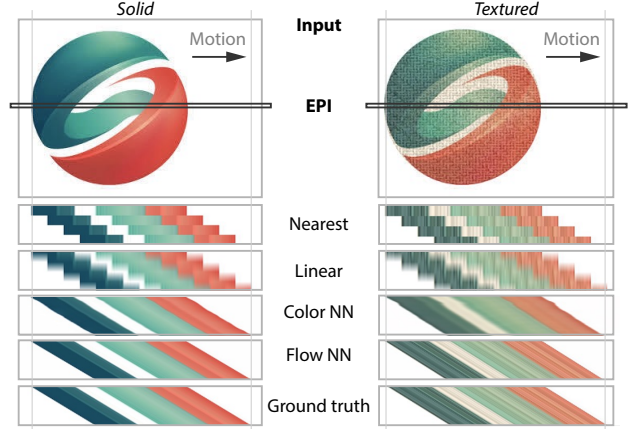 Solid
Input
Textured
Motion
Motion
EPI
Nearest
Linear
Color NN
Flow NN
Ground truth